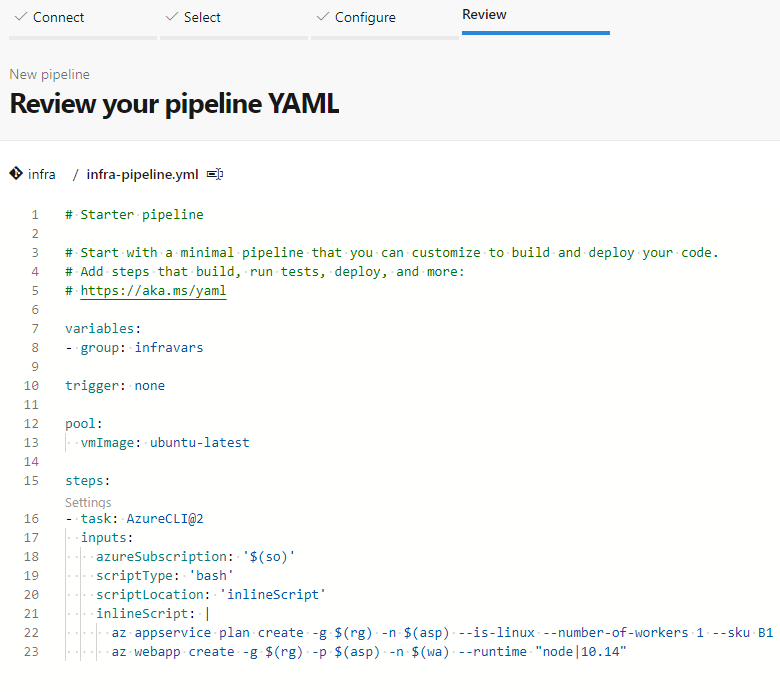 Connect
Select
Configure
Review
New pipeline
Review your pipeline YAML
infra / infra-pipeline.yml
1 # Starter pipeline
2
3 # Start with a minimal pipeline that you can customize to build and deploy your code.
4 # Add steps that build, run tests, deploy, and more:
5 # https://aka.ms/yaml
6
7 variables:
8 - group: infravars
9
10 trigger: none
11
12 pool:
13   vmImage: ubuntu-latest
14
15 steps:
Settings
16 - task: AzureCLI@2
17   inputs:
18     azureSubscription: '$(so)'
19     scriptType: 'bash'
20     scriptLocation: 'inlineScript'
21     inlineScript: |
22       az appservice plan create -g $(rg) -n $(asp) --is-linux --number-of-workers 1 --sku B1
23       az webapp create -g $(rg) -p $(asp) -n $(wa) --runtime "node|10.14"